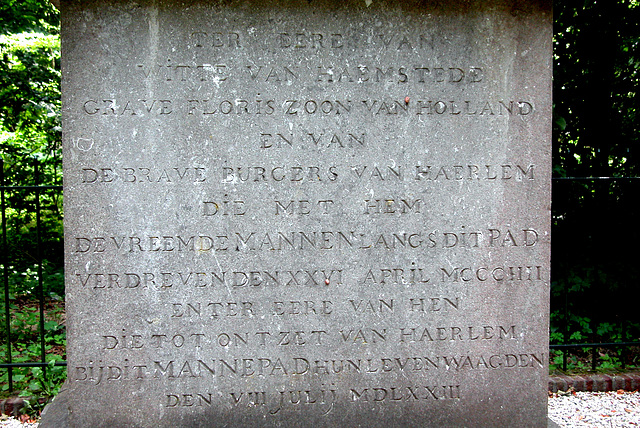 TER EERE VAN
WITTE VAN HAEMSTEDE
GRAVE FLORIS ZOON VAN HOLLAND
EN VAN
DE BRAVE BURGERS VAN HAERLEM
DIE MET HEM
DE VREEMDE MANNEN LANGS DIT PAD
VERDREVEN DEN XXVI APRIL MCCCIIII
EN TER EERE VAN HEN
DIE TOT ONTZET VAN HAERLEM
BIJ DIT MANNEPAD HUN LEVEN WAAGDEN
DEN VIII JULIJ MDLXXIII